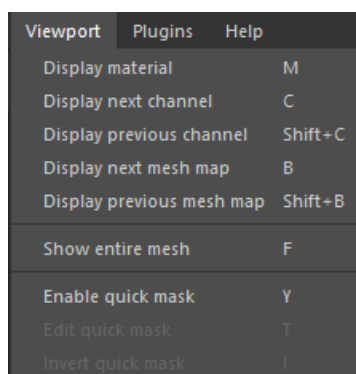 Viewport Plugins Help
Display material M
Display next channel C
Display previous channel Shift+C
Display next mesh map B
Display previous mesh map Shift+B
Show entire mesh F
Enable quick mask Y
Edit quick mask T
Invert quick mask I